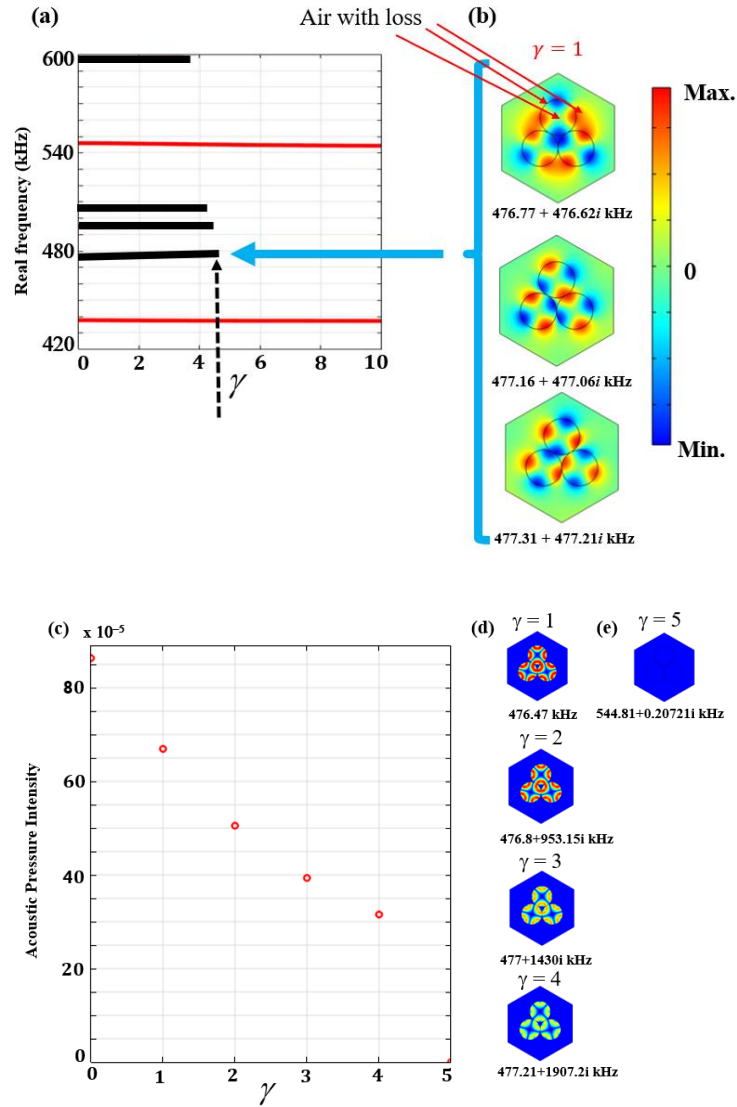 (a)
Air with loss
(b)
γ = 1
Real frequency (kHz)
600
540
480
420
0
2
4
6
8
10
γ
476.77 + 476.62i kHz
477.16 + 477.06i kHz
477.31 + 477.21i kHz
Max.
0
Min.
(c)
x 10⁻⁵
Acoustic Pressure Intensity
80
60
40
20
0
0
1
2
3
4
5
γ
(d)
γ = 1
476.47 kHz
γ = 2
476.8+953.15i kHz
γ = 3
477+1430i kHz
γ = 4
477.21+1907.2i kHz
(e)
γ = 5
544.81+0.20721i kHz